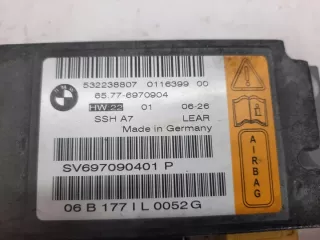 532238807 0116399 00
65.77-6970904
HW 22 01 06-26
SSH A7 LEAR
Made in Germany
SV697090401 P
06 B 177 I L 0052 G
AIRBAG